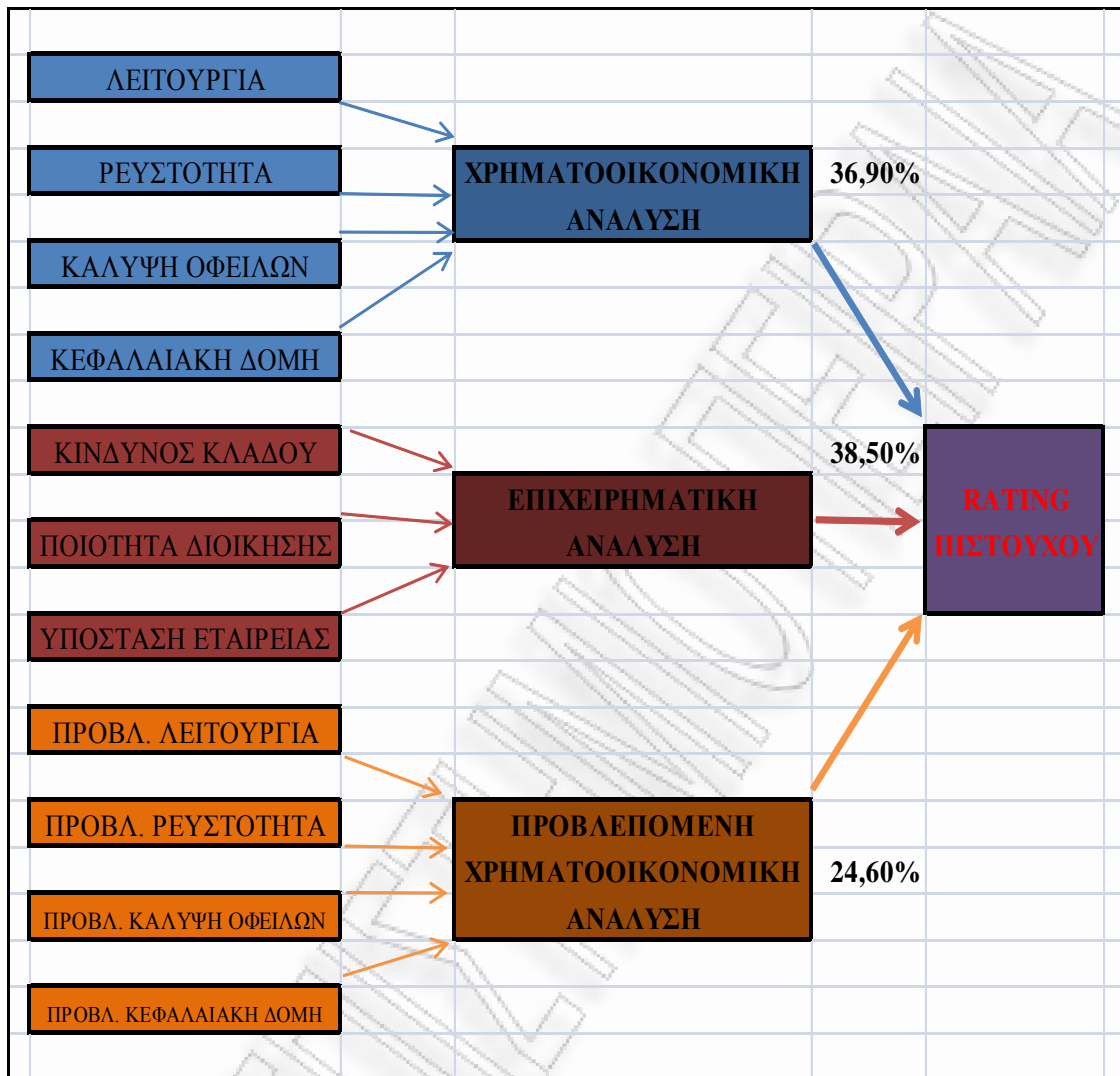 ΛΕΙΤΟΥΡΓΙΑ
ΡΕΥΣΤΟΤΗΤΑ
ΚΑΛΥΨΗ ΟΦΕΙΛΩΝ
ΚΕΦΑΛΑΙΑΚΗ ΔΟΜΗ
ΧΡΗΜΑΤΟΟΙΚΟΝΟΜΙΚΗ
ΑΝΑΛΥΣΗ
36,90%
ΚΙΝΔΥΝΟΣ ΚΛΑΔΟΥ
ΠΟΙΟΤΗΤΑ ΔΙΟΙΚΗΣΗΣ
ΥΠΟΣΤΑΣΗ ΕΤΑΙΡΕΙΑΣ
ΕΠΙΧΕΙΡΗΜΑΤΙΚΗ
ΑΝΑΛΥΣΗ
38,50%
RATING
ΠΙΣΤΟΥΧΟΥ
ΠΡΟΒΛ. ΛΕΙΤΟΥΡΓΙΑ
ΠΡΟΒΛ. ΡΕΥΣΤΟΤΗΤΑ
ΠΡΟΒΛ. ΚΑΛΥΨΗ ΟΦΕΙΛΩΝ
ΠΡΟΒΛ. ΚΕΦΑΛΑΙΑΚΗ ΔΟΜΗ
ΠΡΟΒΛΕΠΟΜΕΝΗ
ΧΡΗΜΑΤΟΟΙΚΟΝΟΜΙΚΗ
ΑΝΑΛΥΣΗ
24,60%